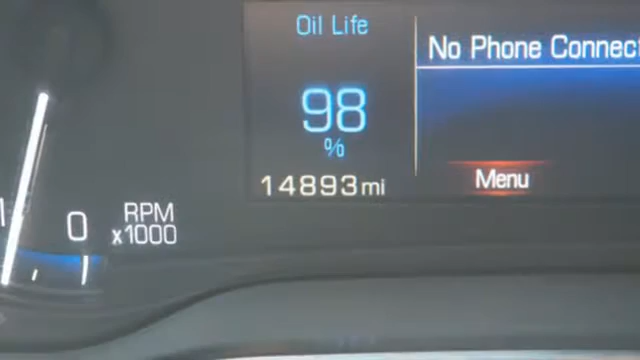 Oil Life
No Phone Connect
98
%
14893mi
Menu
RPM
0
x1000